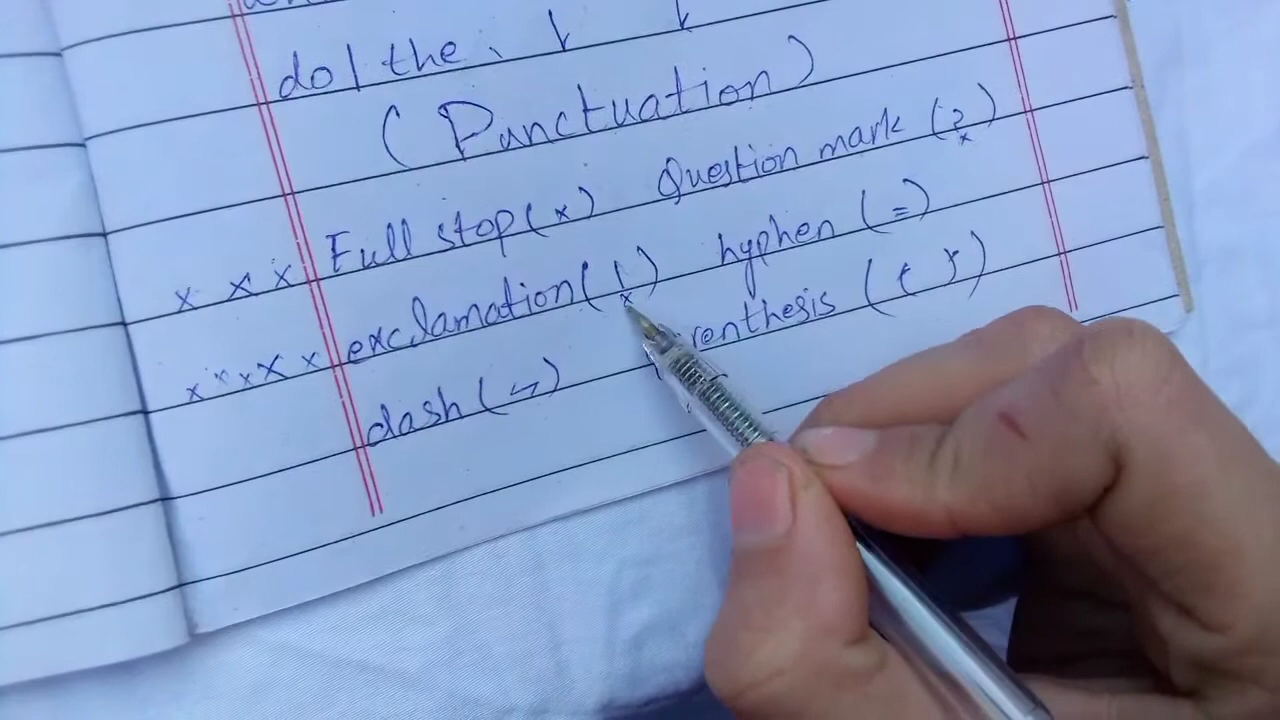 do | the
(Punctuation)
Full stop (x) Question mark (?)
x x x exclamation (!) hyphen (=)
x x x x x dash (↪) renthesis ({ })